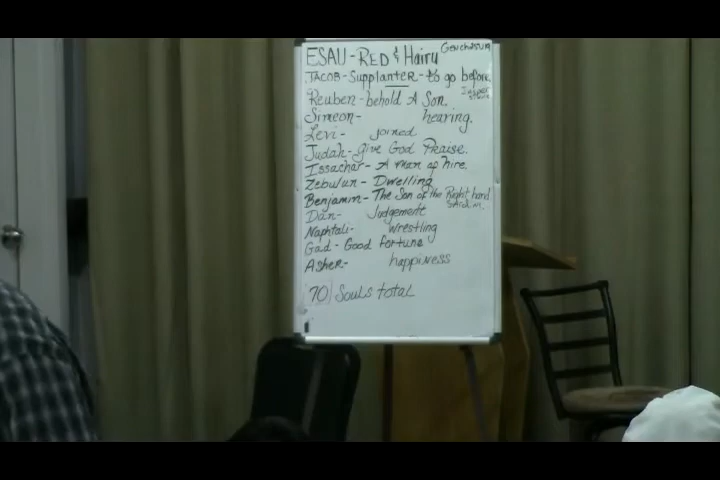 ESAU - RED & Hairy
JACOB - Supplanter - to go before
Reuben - behold A Son.
Simeon - hearing.
Levi - joined
Judah - give God Praise.
Issachar - A man of hire.
Zebulun - Dwelling
Benjamin - The Son of the Right hand.
Dan - Judgement
Naphtali - wrestling
Gad - Good fortune
Asher - happiness
70 Souls total